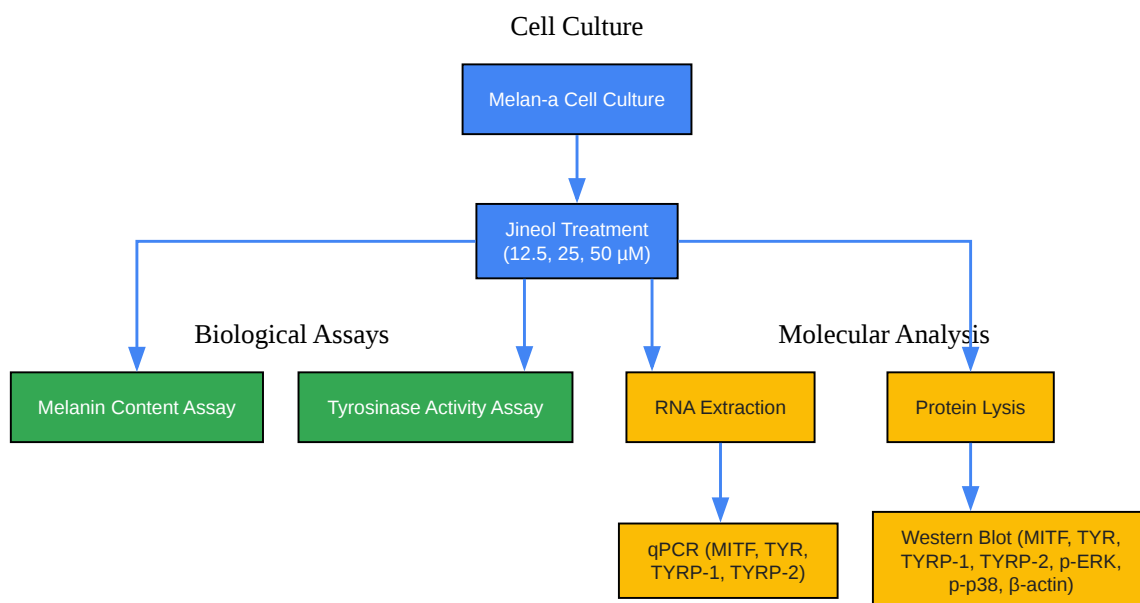 Cell Culture
Melan-a Cell Culture
Jineol Treatment
(12.5, 25, 50 µM)
Biological Assays
Molecular Analysis
Melanin Content Assay
Tyrosinase Activity Assay
RNA Extraction
Protein Lysis
qPCR (MITF, TYR,
TYRP-1, TYRP-2)
Western Blot (MITF, TYR,
TYRP-1, TYRP-2, p-ERK,
p-p38, β-actin)